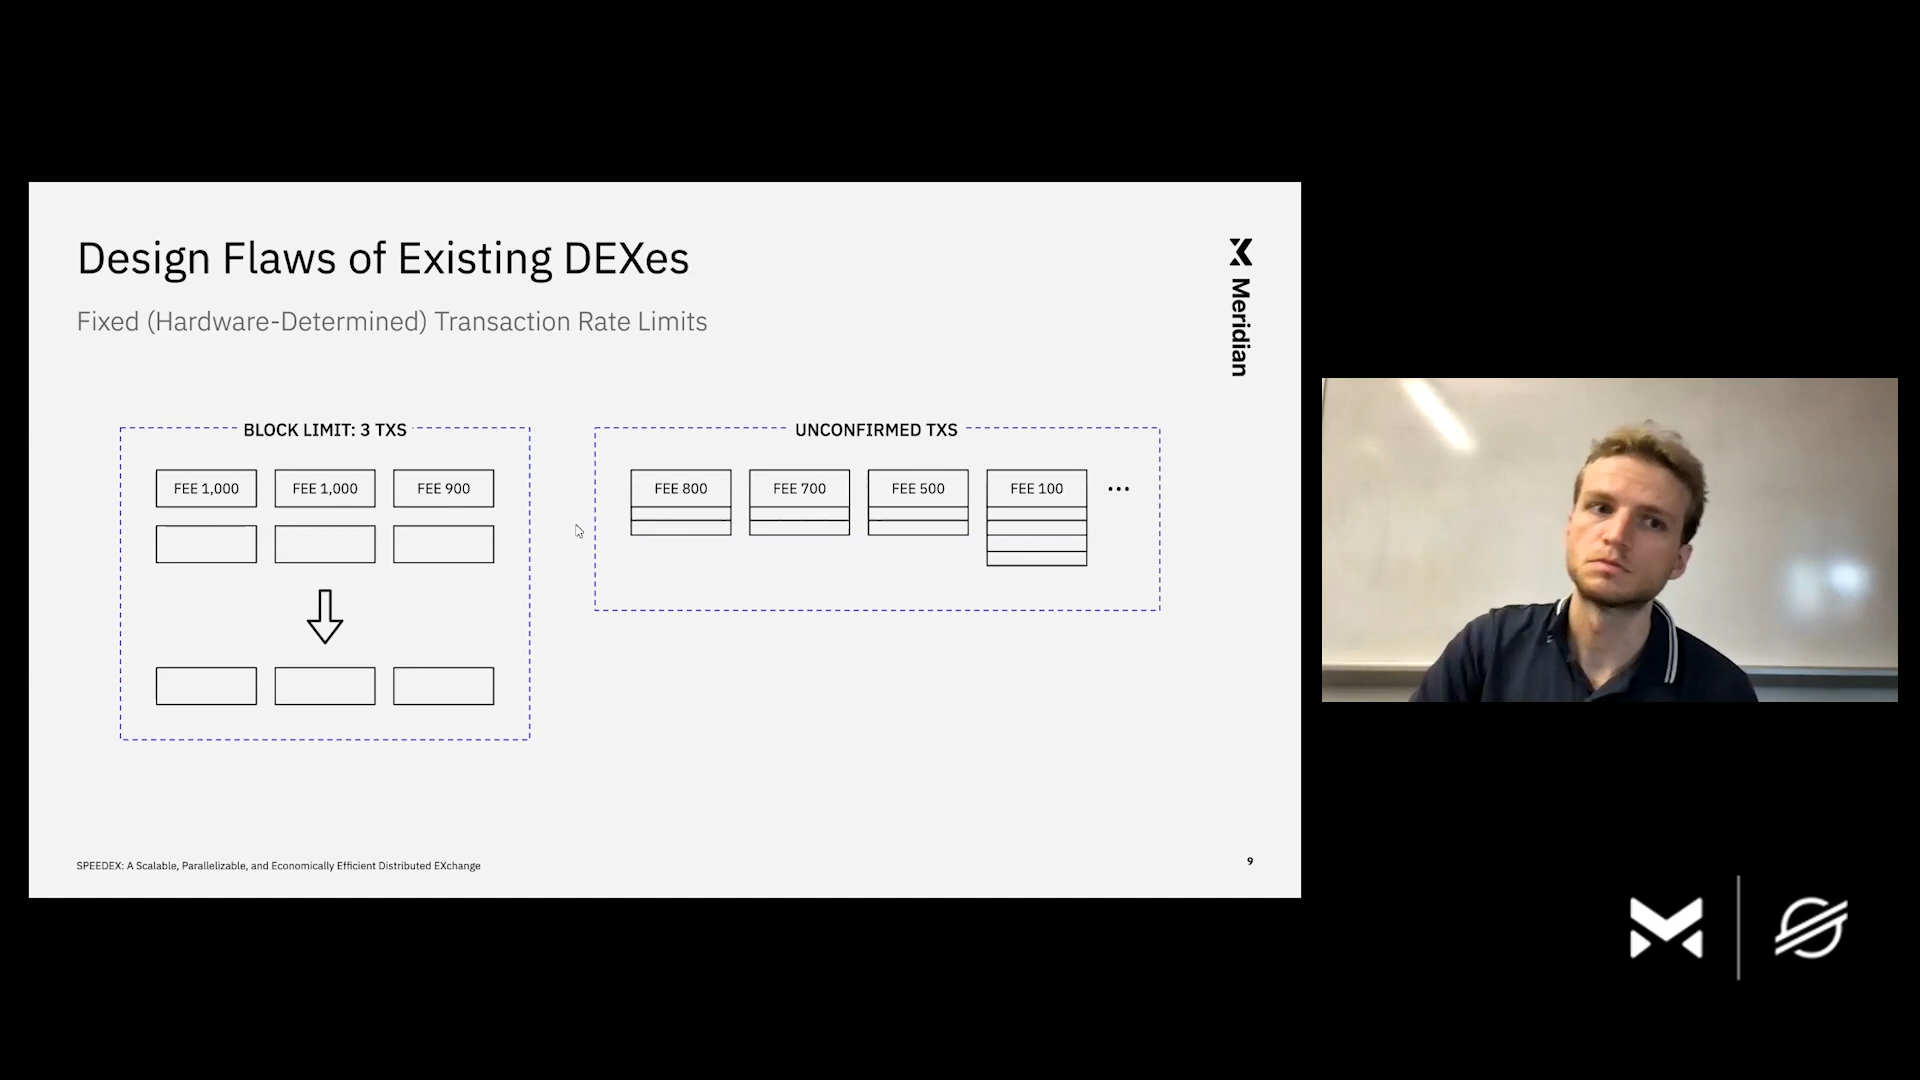 Design Flaws of Existing DEXes
Fixed (Hardware-Determined) Transaction Rate Limits
Meridian
BLOCK LIMIT: 3 TXS
FEE 1,000
FEE 1,000
FEE 900
UNCONFIRMED TXS
FEE 800
FEE 700
FEE 500
FEE 100
...
SPEEDEX: A Scalable, Parallelizable, and Economically Efficient Distributed EXchange
9